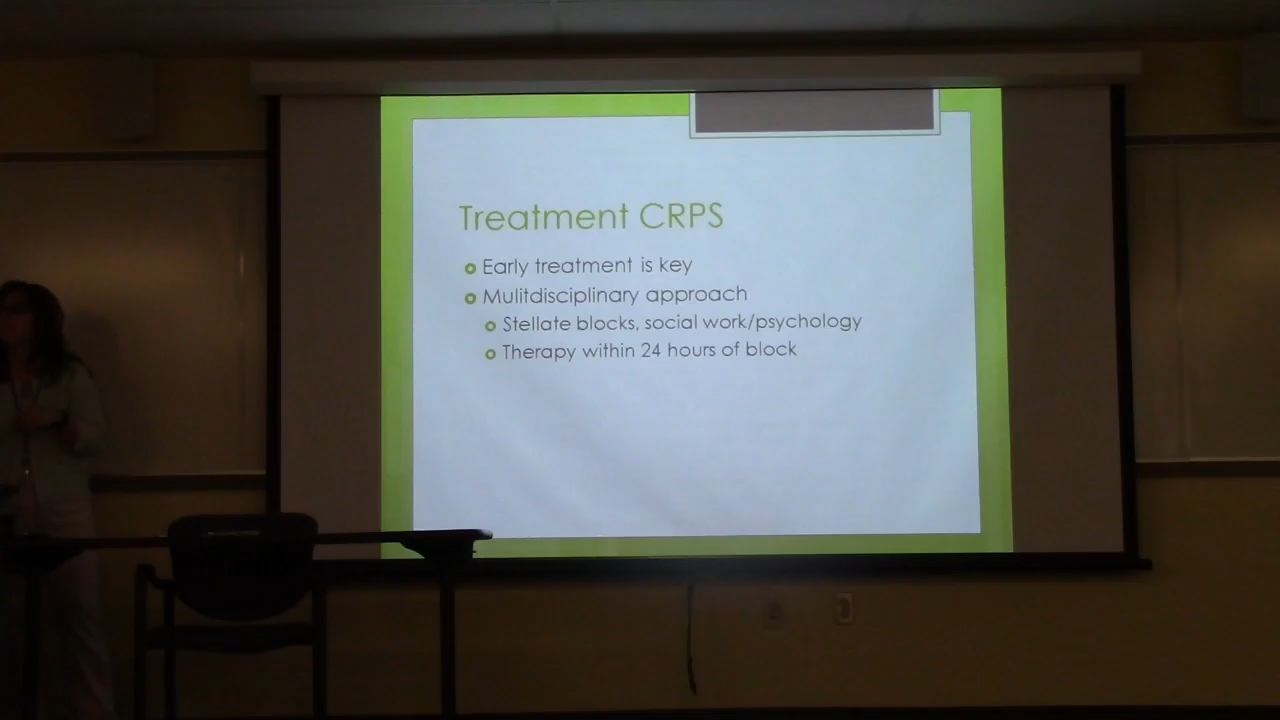 Treatment CRPS
Early treatment is key
Mulitdisciplinary approach
Stellate blocks, social work/psychology
Therapy within 24 hours of block